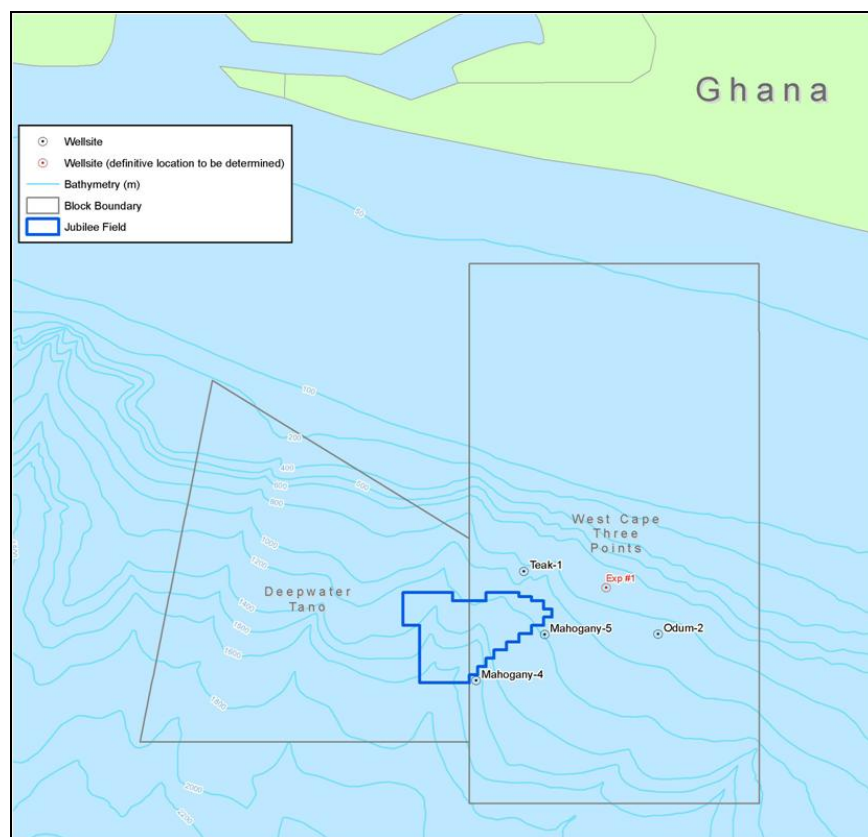 Ghana
Wellsite
Wellsite (definitive location to be determined)
Bathymetry (m)
Block Boundary
Jubilee Field
50
100
200
400
600
500
800
1000
1200
1400
1500
1600
1800
2000
2200
West Cape
Three
Points
Teak-1
Exp #1
Deepwater
Tano
Mahogany-5
Odum-2
Mahogany-4